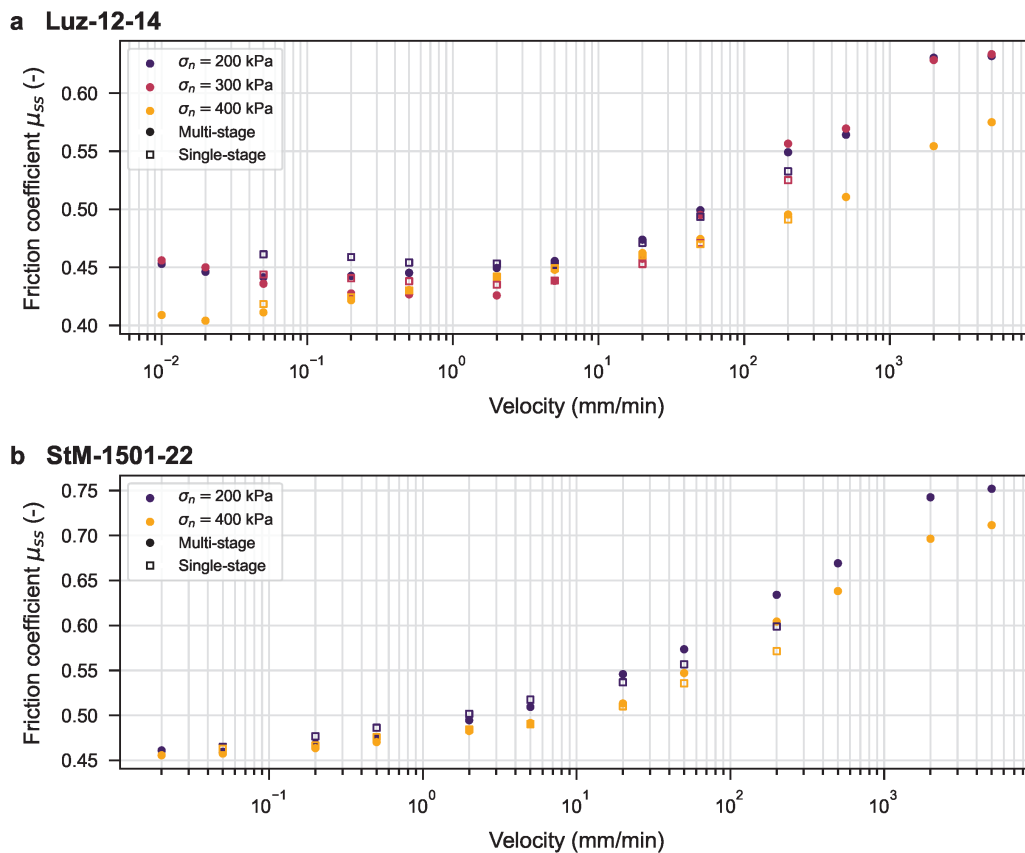 a Luz-12-14
σₙ = 200 kPa
σₙ = 300 kPa
σₙ = 400 kPa
Multi-stage
Single-stage
Friction coefficient μₛₛ (-)
0.60
0.55
0.50
0.45
0.40
10⁻² 10⁻¹ 10⁰ 10¹ 10² 10³
Velocity (mm/min)
b StM-1501-22
σₙ = 200 kPa
σₙ = 400 kPa
Multi-stage
Single-stage
Friction coefficient μₛₛ (-)
0.75
0.70
0.65
0.60
0.55
0.50
0.45
10⁻¹ 10⁰ 10¹ 10² 10³
Velocity (mm/min)